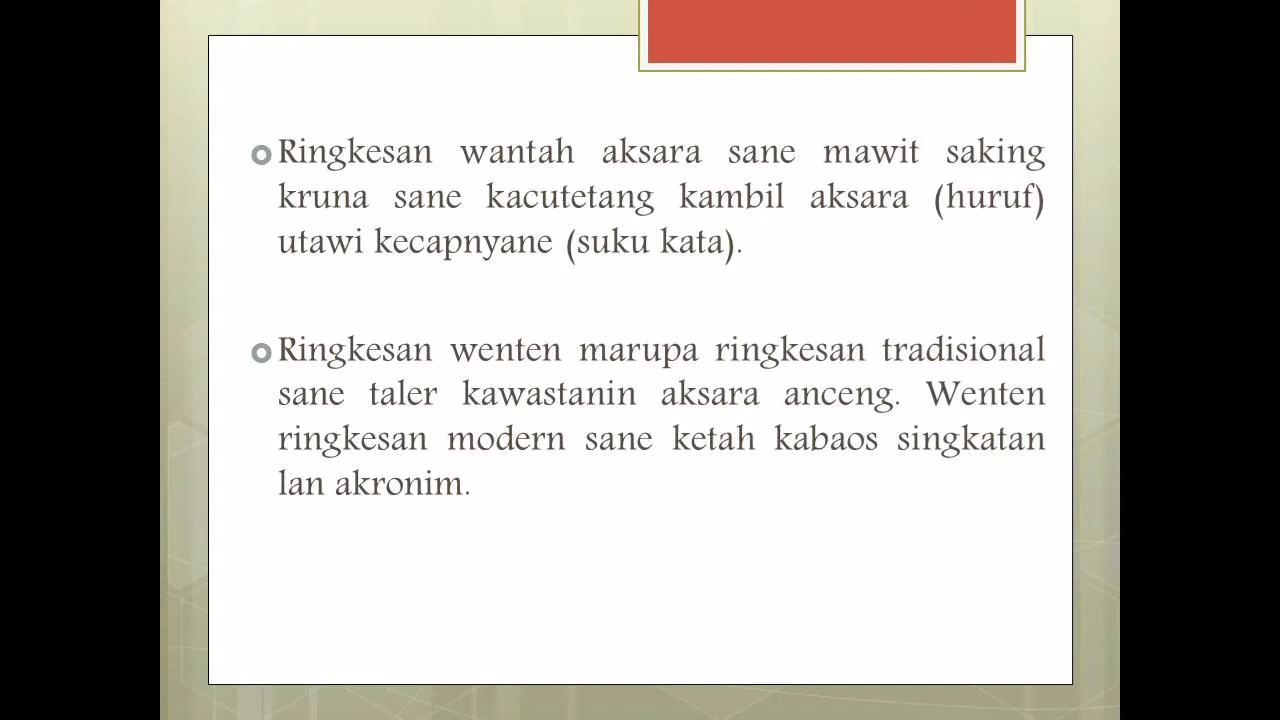 Ringkesan wantah aksara sane mawit saking
kruna sane kacutetang kambil aksara (huruf)
utawi kecapnyane (suku kata).
Ringkesan wenten marupa ringkesan tradisional
sane taler kawastanin aksara anceng. Wenten
ringkesan modern sane ketah kabaos singkatan
lan akronim.